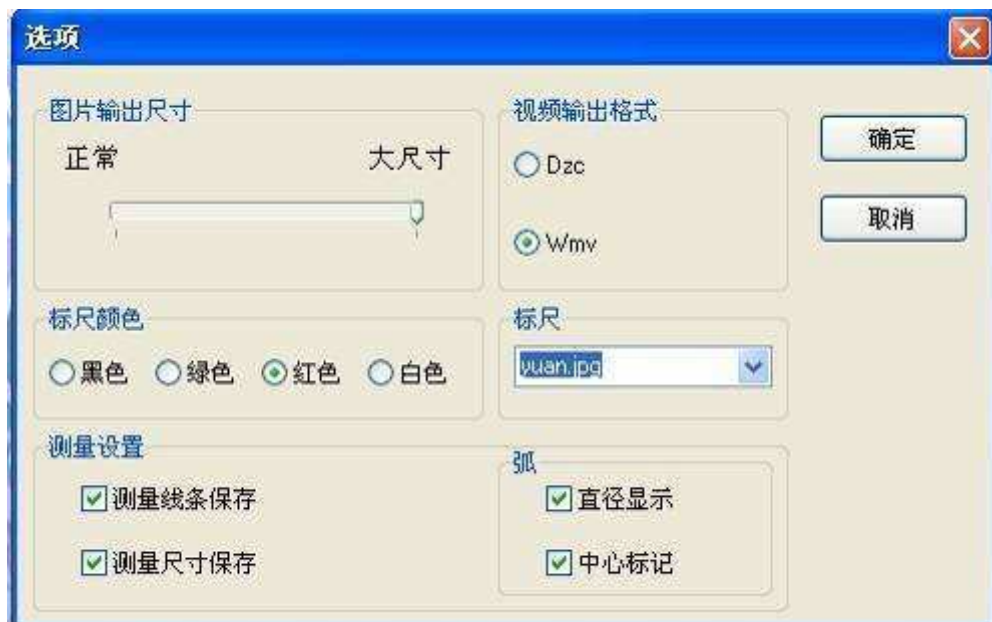 选项
图片输出尺寸
正常 大尺寸
视频输出格式
Dzc
Wmv
确定
取消
标尺颜色
黑色 绿色 红色 白色
标尺
yuan.jpg
测量设置
测量线条保存
测量尺寸保存
弧
直径显示
中心标记